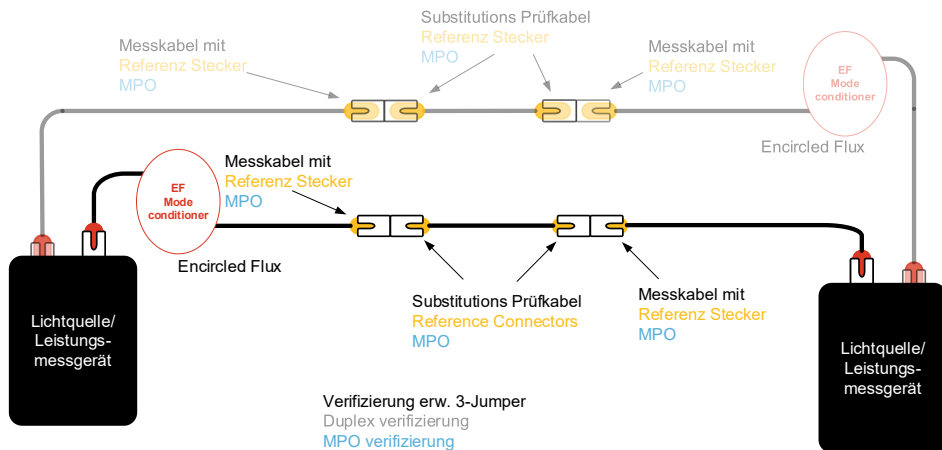 Substitutions Prüfkabel
Referenz Stecker
MPO
Messkabel mit
Referenz Stecker
MPO
Messkabel mit
Referenz Stecker
MPO
EF
Mode
conditioner
Encircled Flux
Messkabel mit
Referenz Stecker
MPO
EF
Mode
conditioner
Encircled Flux
Substitutions Prüfkabel
Reference Connectors
MPO
Messkabel mit
Referenz Stecker
MPO
Lichtquelle/
Leistungs-
messgerät
Lichtquelle/
Leistungs-
messgerät
Verifizierung erw. 3-Jumper
Duplex verifizierung
MPO verifizierung